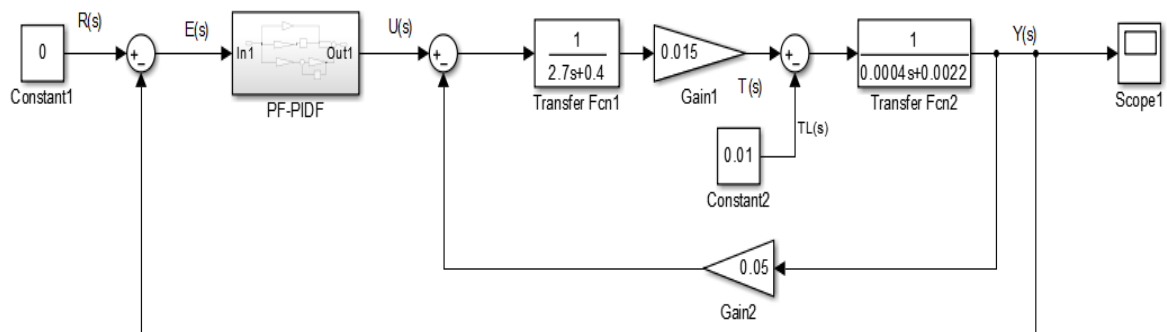 R(s)
0
Constant1
E(s)
In1
Out1
PF-PIDF
U(s)
1
2.7s+0.4
Transfer Fcn1
0.015
Gain1
T(s)
TL(s)
0.01
Constant2
1
0.0004s+0.0022
Transfer Fcn2
Y(s)
Scope1
0.05
Gain2